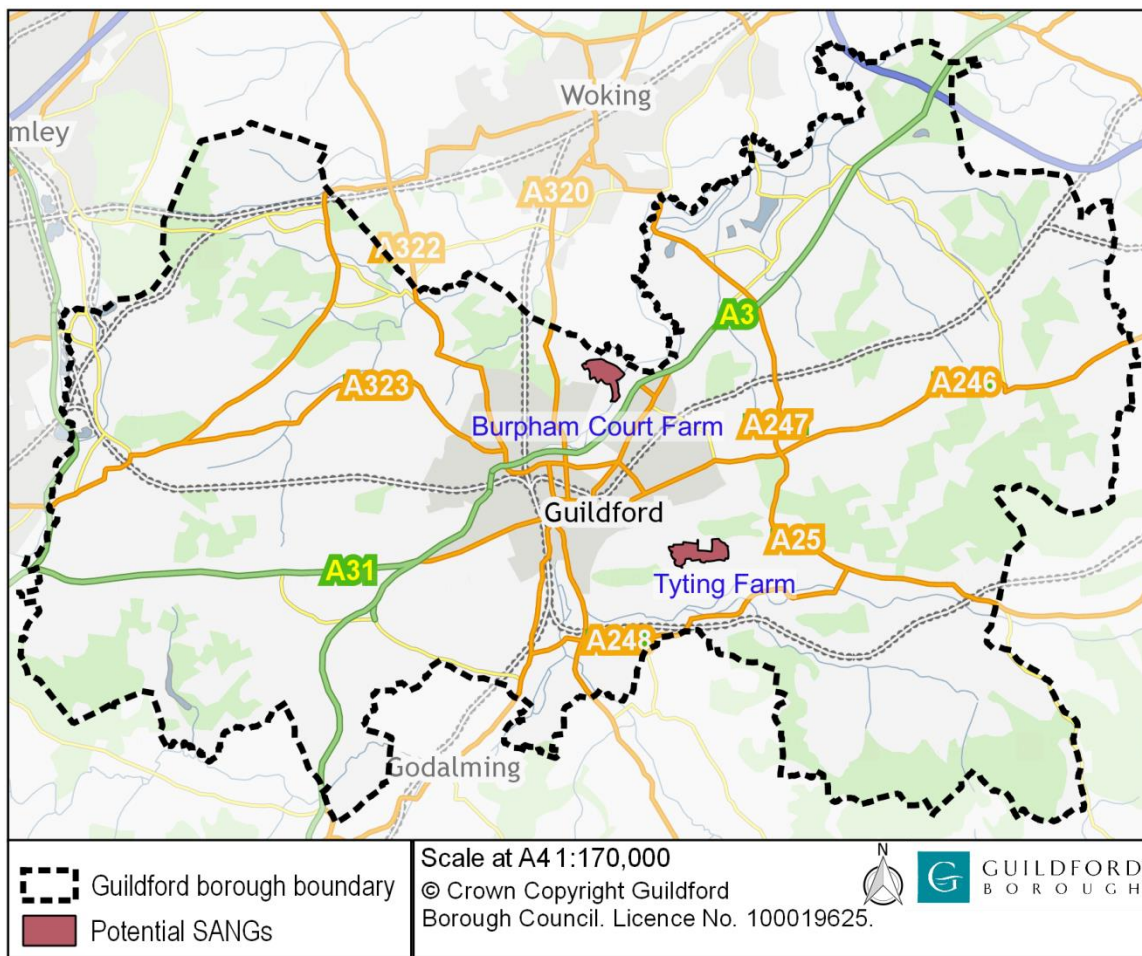 Woking
mley
A320
A322
A3
A323
A246
Burpham Court Farm
A247
Guildford
A25
A31
Tyting Farm
A248
Godalming
Guildford borough boundary
Potential SANGs
Scale at A4 1:170,000
© Crown Copyright Guildford
Borough Council. Licence No. 100019625.
N
G
GUILDFORD
BOROUGH